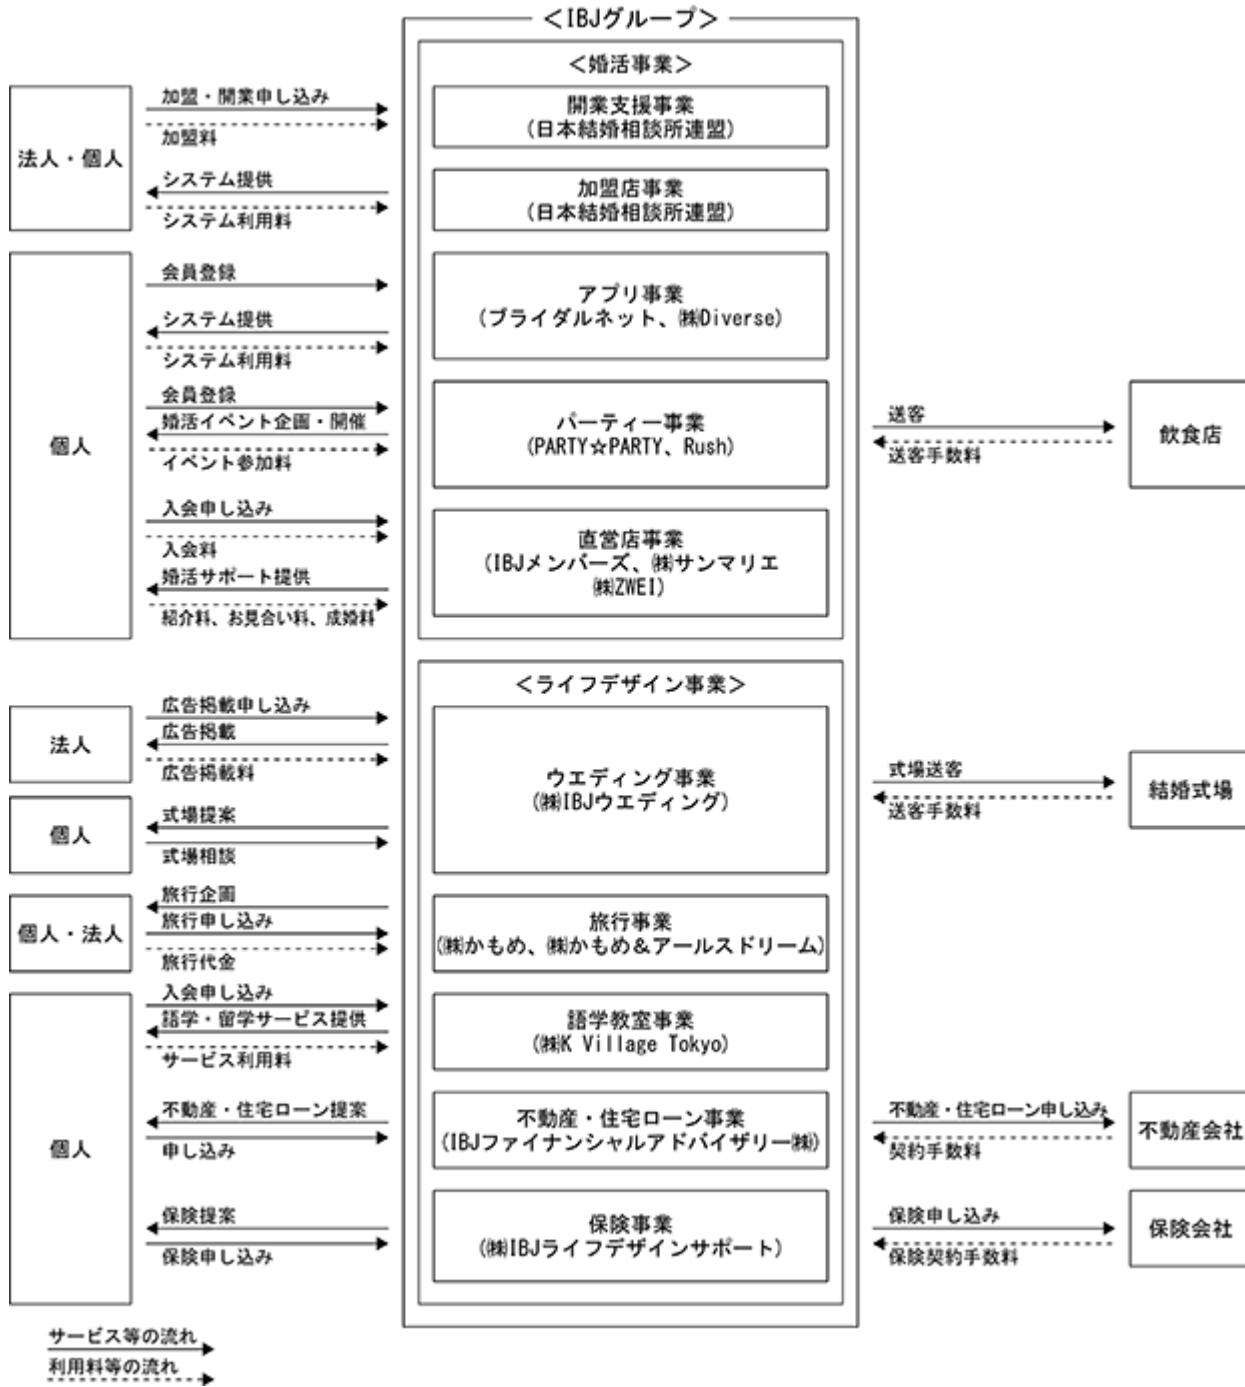 ＜IBJグループ＞
＜婚活事業＞
法人・個人
加盟・開業申し込み
加盟料
システム提供
システム利用料
開業支援事業
(日本結婚相談所連盟)
加盟店事業
(日本結婚相談所連盟)
個人
会員登録
システム提供
システム利用料
アプリ事業
(ブライダルネット、㈱Diverse)
会員登録
婚活イベント企画・開催
イベント参加料
パーティー事業
(PARTY☆PARTY、Rush)
送客
送客手数料
飲食店
入会申し込み
入会料
婚活サポート提供
紹介料、お見合い料、成婚料
直営店事業
(IBJメンバーズ、㈱サンマリエ
㈱ZWEI)
＜ライフデザイン事業＞
法人
広告掲載申し込み
広告掲載
広告掲載料
個人
式場提案
式場相談
ウエディング事業
(㈱IBJウエディング)
式場送客
送客手数料
結婚式場
個人・法人
旅行企画
旅行申し込み
旅行代金
旅行事業
(㈱かもめ、㈱かもめ＆アールスドリーム)
個人
入会申し込み
語学・留学サービス提供
サービス利用料
語学教室事業
(㈱K Village Tokyo)
不動産・住宅ローン提案
申し込み
不動産・住宅ローン事業
(IBJファイナンシャルアドバイザリー㈱)
不動産・住宅ローン申し込み
契約手数料
不動産会社
保険提案
保険申し込み
保険事業
(㈱IBJライフデザインサポート)
保険申し込み
保険契約手数料
保険会社
サービス等の流れ
利用料等の流れ